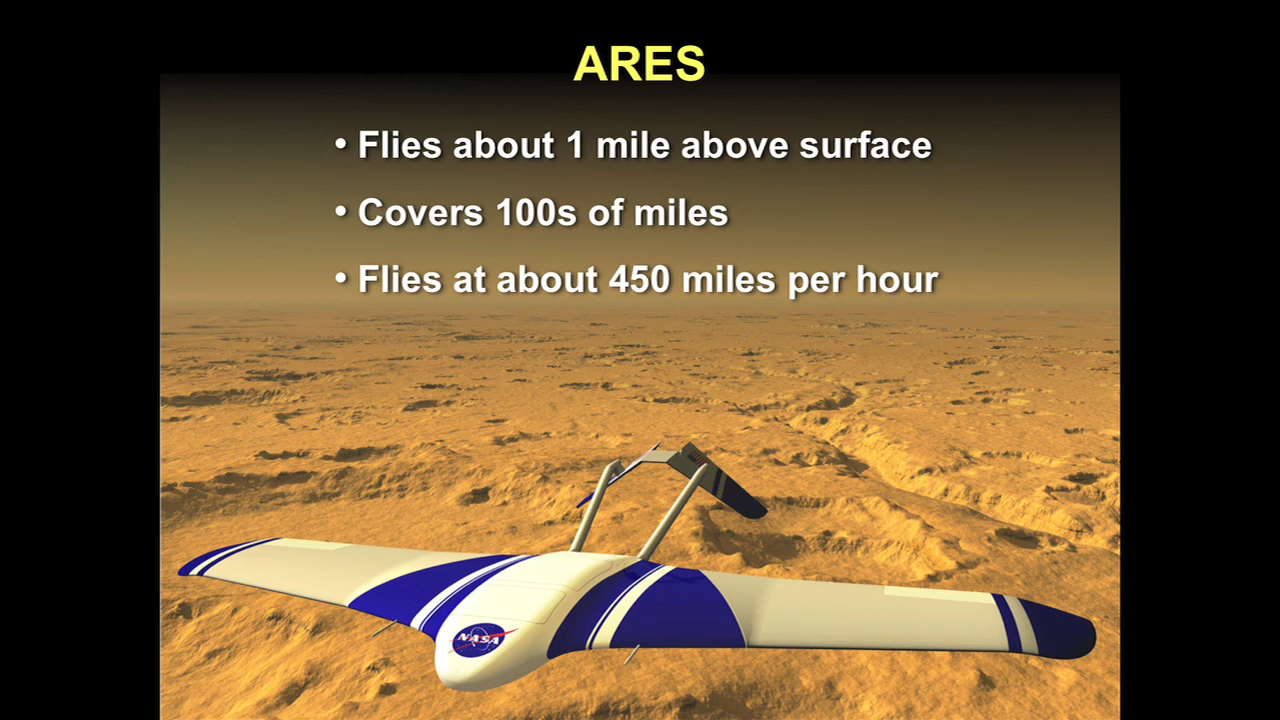 ARES
• Flies about 1 mile above surface
• Covers 100s of miles
• Flies at about 450 miles per hour
NASA